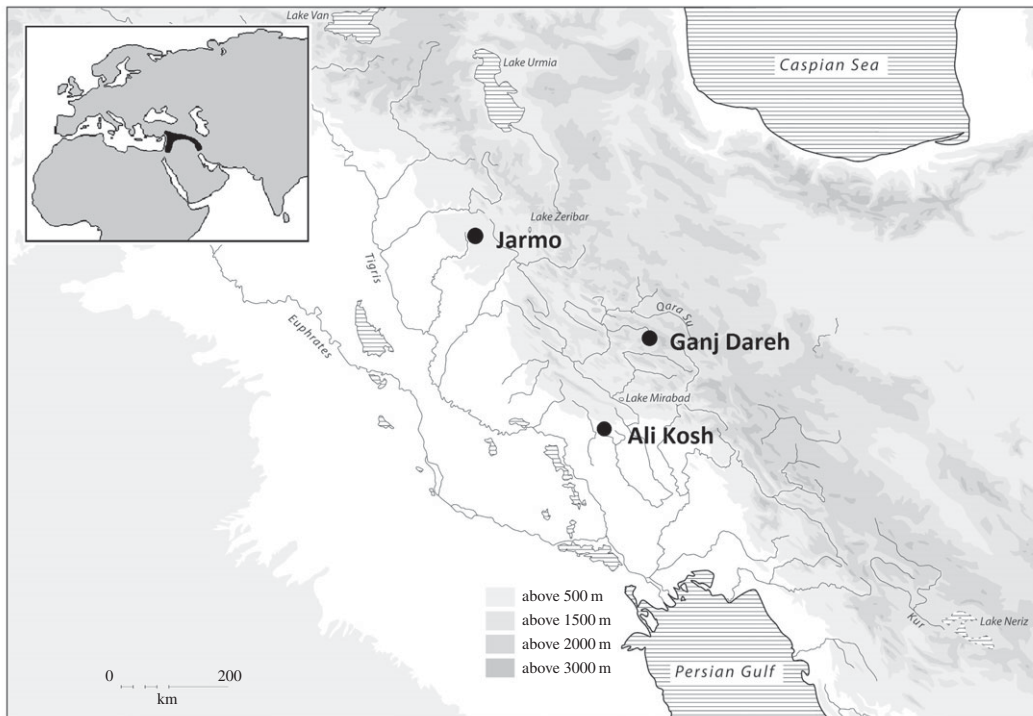 Lake Van
Lake Urmia
Caspian Sea
Lake Zeribar
Jarmo
Tigris
Qara Su
Euphrates
Ganj Dareh
Lake Mirabad
Ali Kosh
above 500 m
above 1500 m
above 2000 m
above 3000 m
Kur
Lake Neriz
0 200
km
Persian Gulf